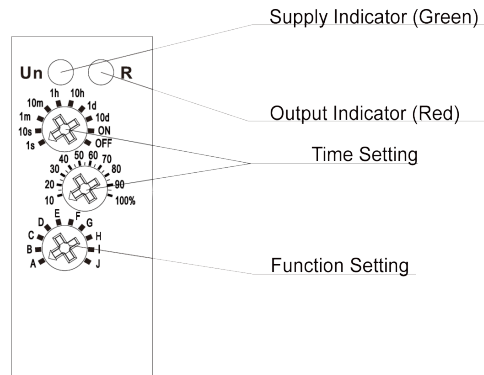 Supply Indicator (Green)
Un R
1h 10h
10m 1d
1m 10d
10s ON
1s OFF
Output Indicator (Red)
Time Setting
40 50 60 70
30 80
20 90
10 100%
E F
D G
C H
B I
A J
Function Setting